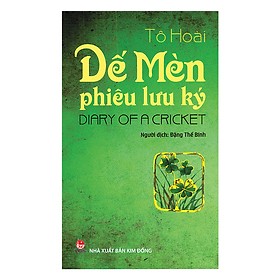 Tô Hoài
Dế Mèn
phiêu lưu ký
DIARY OF A CRICKET
Người dịch: Đặng Thế Bính
NHÀ XUẤT BẢN KIM ĐỒNG